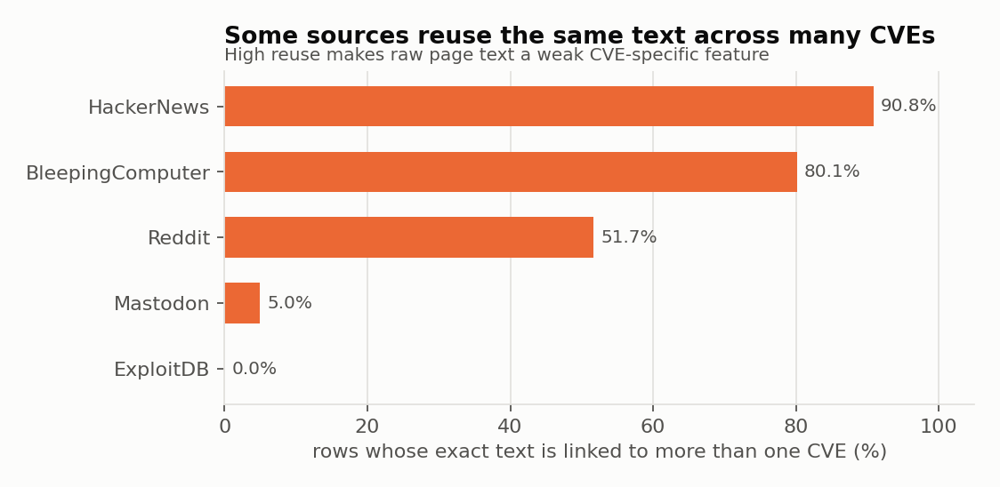 Some sources reuse the same text across many CVEs
High reuse makes raw page text a weak CVE-specific feature
HackerNews 90.8%
BleepingComputer 80.1%
Reddit 51.7%
Mastodon 5.0%
ExploitDB 0.0%
0 20 40 60 80 100
rows whose exact text is linked to more than one CVE (%)